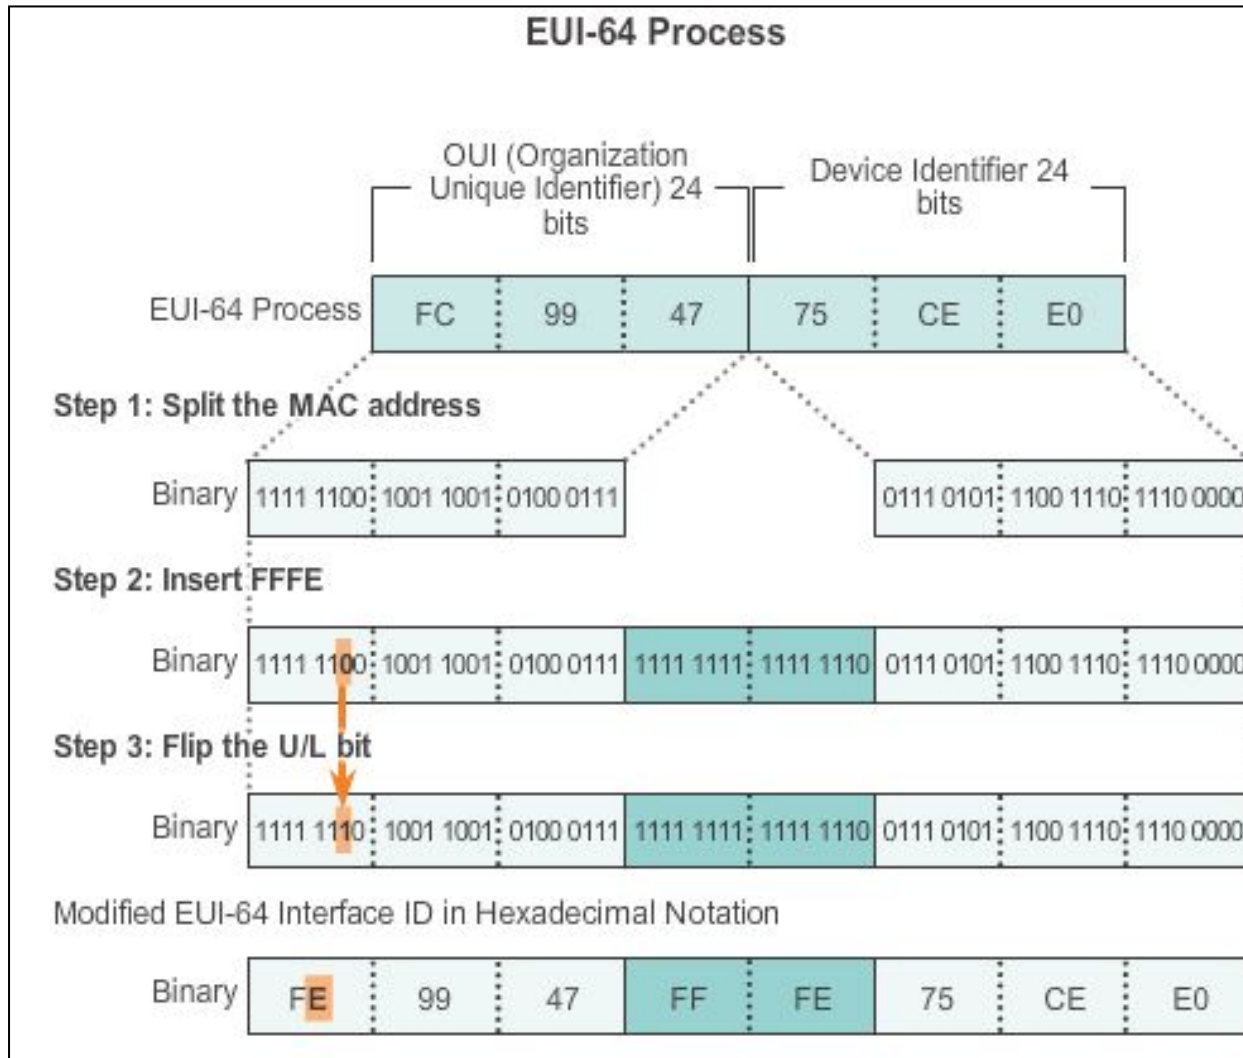 EUI-64 Process
OUI (Organization
Unique Identifier) 24
bits
Device Identifier 24
bits
EUI-64 Process FC 99 47 75 CE E0
Step 1: Split the MAC address
Binary 1111 1100 1001 1001 0100 0111 0111 0101 1100 1110 1110 0000
Step 2: Insert FFFE
Binary 1111 1100 1001 1001 0100 0111 1111 1111 1111 1110 0111 0101 1100 1110 1110 0000
Step 3: Flip the U/L bit
Binary 1111 1110 1001 1001 0100 0111 1111 1111 1111 1110 0111 0101 1100 1110 1110 0000
Modified EUI-64 Interface ID in Hexadecimal Notation
Binary FE 99 47 FF FE 75 CE E0